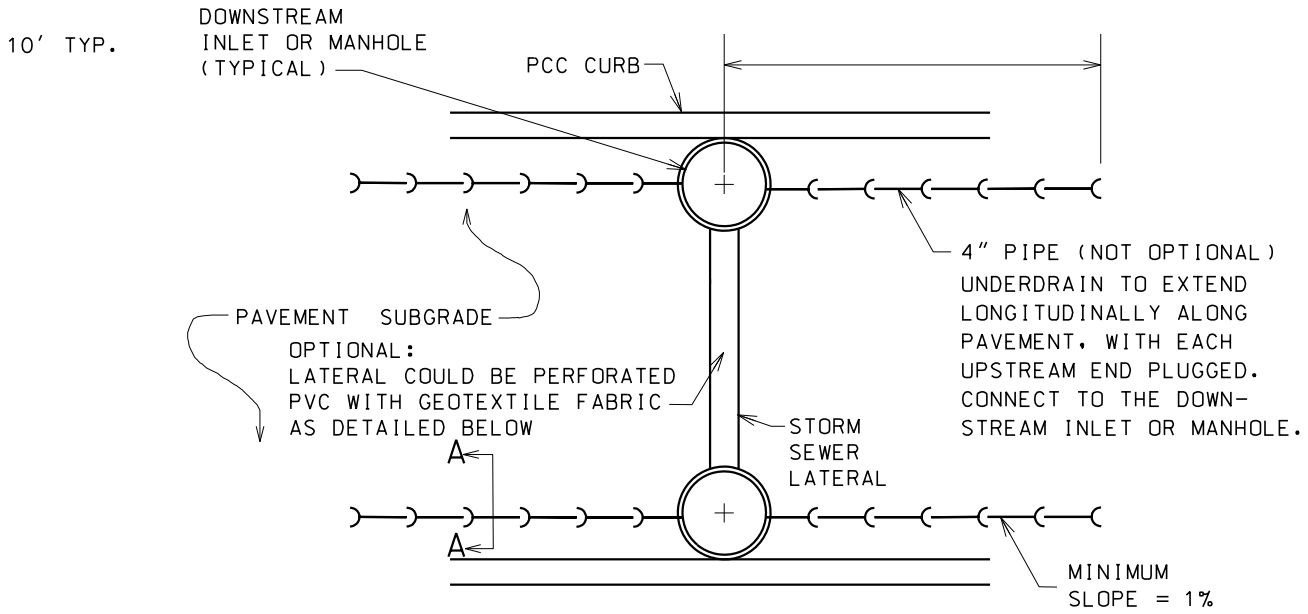 10' TYP.
DOWNSTREAM
INLET OR MANHOLE
(TYPICAL)
PCC CURB
4" PIPE (NOT OPTIONAL)
UNDERDRAIN TO EXTEND
LONGITUDINALLY ALONG
PAVEMENT, WITH EACH
UPSTREAM END PLUGGED.
CONNECT TO THE DOWN-
STREAM INLET OR MANHOLE.
PAVEMENT SUBGRADE
OPTIONAL:
LATERAL COULD BE PERFORATED
PVC WITH GEOTEXTILE FABRIC
AS DETAILED BELOW
STORM
SEWER
LATERAL
A
A
MINIMUM
SLOPE = 1%